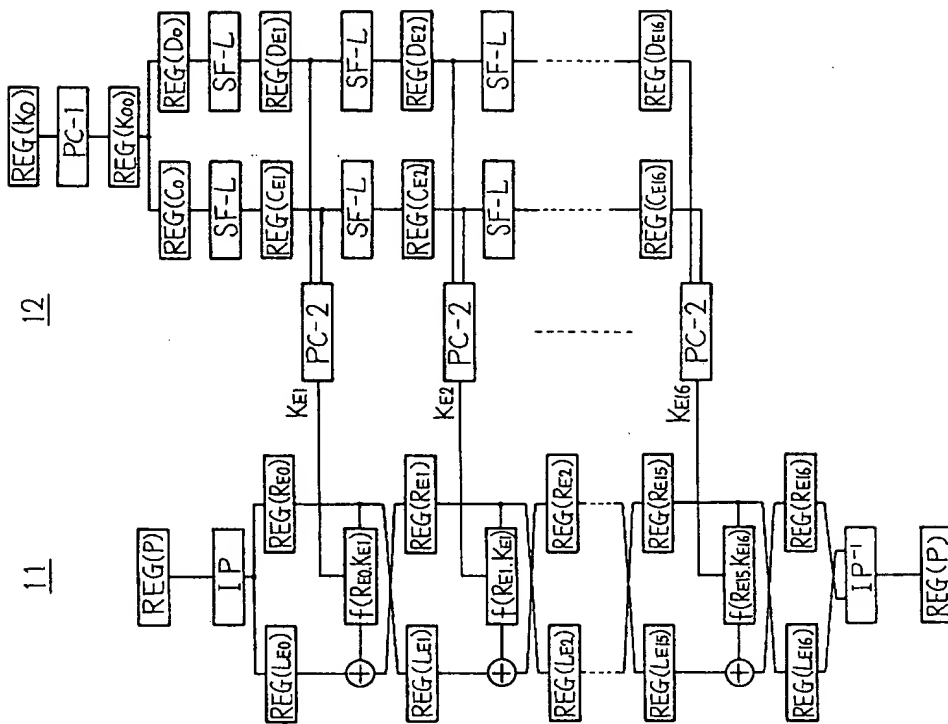 11
REG(P)
IP
REG(LE0) REG(RE0)
f(RE0.KE1)
REG(LE1) REG(RE1)
f(RE1.KE1)
REG(LE2) REG(RE2)
REG(LE15) REG(RE15)
f(RE15.KE16)
REG(LE16) REG(RE16)
IP-1
REG(P)
12
REG(K0)
PC-1
REG(K00)
REG(C0) REG(D0)
SF-L SF-L
REG(CE1) REG(DE1)
KE1 PC-2
SF-L SF-L
REG(CE2) REG(DE2)
KE2 PC-2
SF-L SF-L
REG(CE16) REG(DE16)
KE16 PC-2